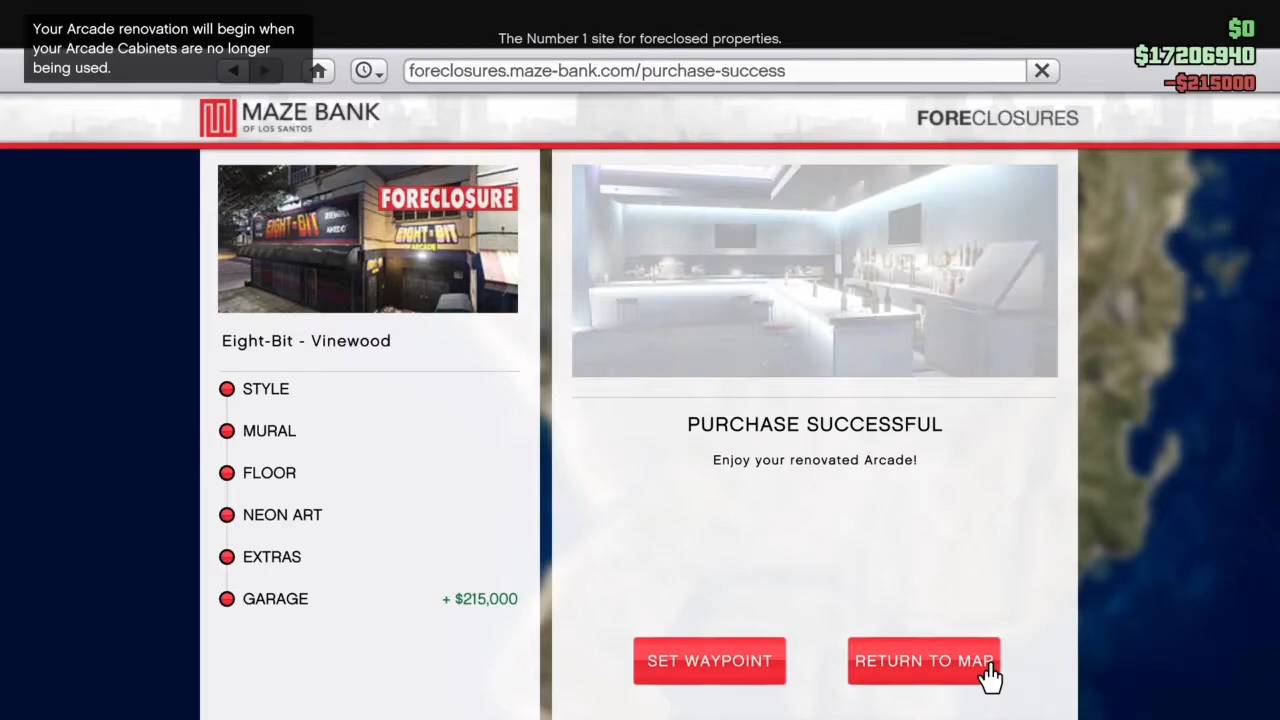 Your Arcade renovation will begin when
your Arcade Cabinets are no longer
being used.
The Number 1 site for foreclosed properties.
$0
$17206940
-$215000
foreclosures.maze-bank.com/purchase-success
MAZE BANK
OF LOS SANTOS
FORECLOSURES
FORECLOSURE
EIGHT-BIT
EIGHT-BIT
ARCADE
Eight-Bit - Vinewood
STYLE
MURAL
FLOOR
NEON ART
EXTRAS
GARAGE + $215,000
PURCHASE SUCCESSFUL
Enjoy your renovated Arcade!
SET WAYPOINT
RETURN TO MAP